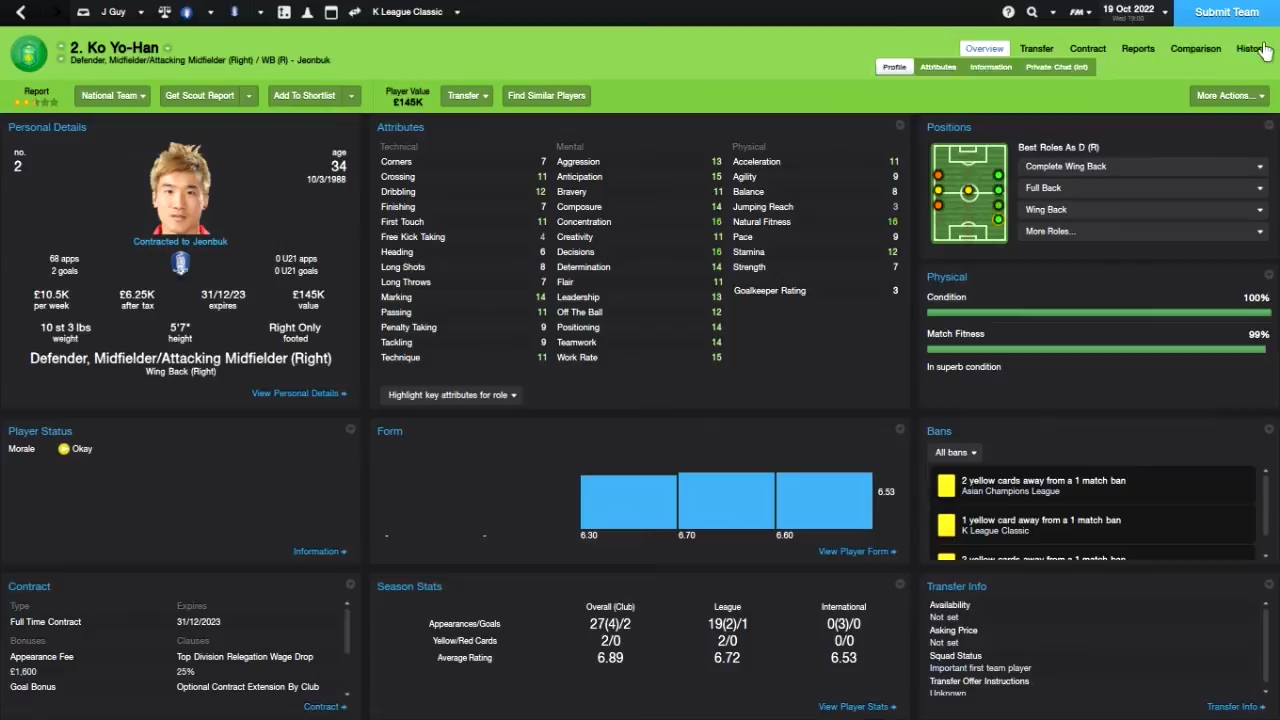 J Guy
K League Classic
FM
19 Oct 2022
Wed 19:05
Submit Team
2. Ko Yo-Han
Defender, Midfielder/Attacking Midfielder (Right) / WB (R) - Jeonbuk
Overview Transfer Contract Reports Comparison Histor
Profile Attributes Information Private Chat (Int)
Report
National Team
Get Scout Report
Add To Shortlist
Player Value
£145K
Transfer
Find Similar Players
More Actions...
Personal Details
no.
2
age
34
10/3/1988
Contracted to Jeonbuk
68 apps
2 goals
0 U21 apps
0 U21 goals
£10.5K
per week
£6.25K
after tax
31/12/23
expires
£145K
value
10 st 3 lbs
weight
5'7"
height
Right Only
footed
Defender, Midfielder/Attacking Midfielder (Right)
Wing Back (Right)
View Personal Details
Attributes
Technical Mental Physical
Corners 7 Aggression 13 Acceleration 11
Crossing 11 Anticipation 15 Agility 9
Dribbling 12 Bravery 11 Balance 8
Finishing 7 Composure 14 Jumping Reach 3
First Touch 11 Concentration 16 Natural Fitness 16
Free Kick Taking 4 Creativity 11 Pace 9
Heading 6 Decisions 16 Stamina 12
Long Shots 8 Determination 14 Strength 7
Long Throws 7 Flair 11
Goalkeeper Rating 3
Marking 14 Leadership 13
Passing 11 Off The Ball 12
Penalty Taking 9 Positioning 14
Tackling 9 Teamwork 14
Technique 11 Work Rate 15
Highlight key attributes for role
Positions
Best Roles As D (R)
Complete Wing Back
Full Back
Wing Back
More Roles...
Physical
Condition 100%
Match Fitness 99%
In superb condition
Player Status
Morale Okay
Information
Form
6.53
- - 6.30 6.70 6.60
View Player Form
Bans
All bans
2 yellow cards away from a 1 match ban
Asian Champions League
1 yellow card away from a 1 match ban
K League Classic
2 yellow cards away from a 1 match ban
Contract
Type Expires
Full Time Contract 31/12/2023
Bonuses Clauses
Appearance Fee Top Division Relegation Wage Drop
£1,600 25%
Goal Bonus Optional Contract Extension By Club
Contract
Season Stats
Overall (Club) League International
Appearances/Goals 27(4)/2 19(2)/1 0(3)/0
Yellow/Red Cards 2/0 2/0 0/0
Average Rating 6.89 6.72 6.53
View Player Stats
Transfer Info
Availability
Not set
Asking Price
Not set
Squad Status
Important first team player
Transfer Offer Instructions
Unknown
Transfer Info